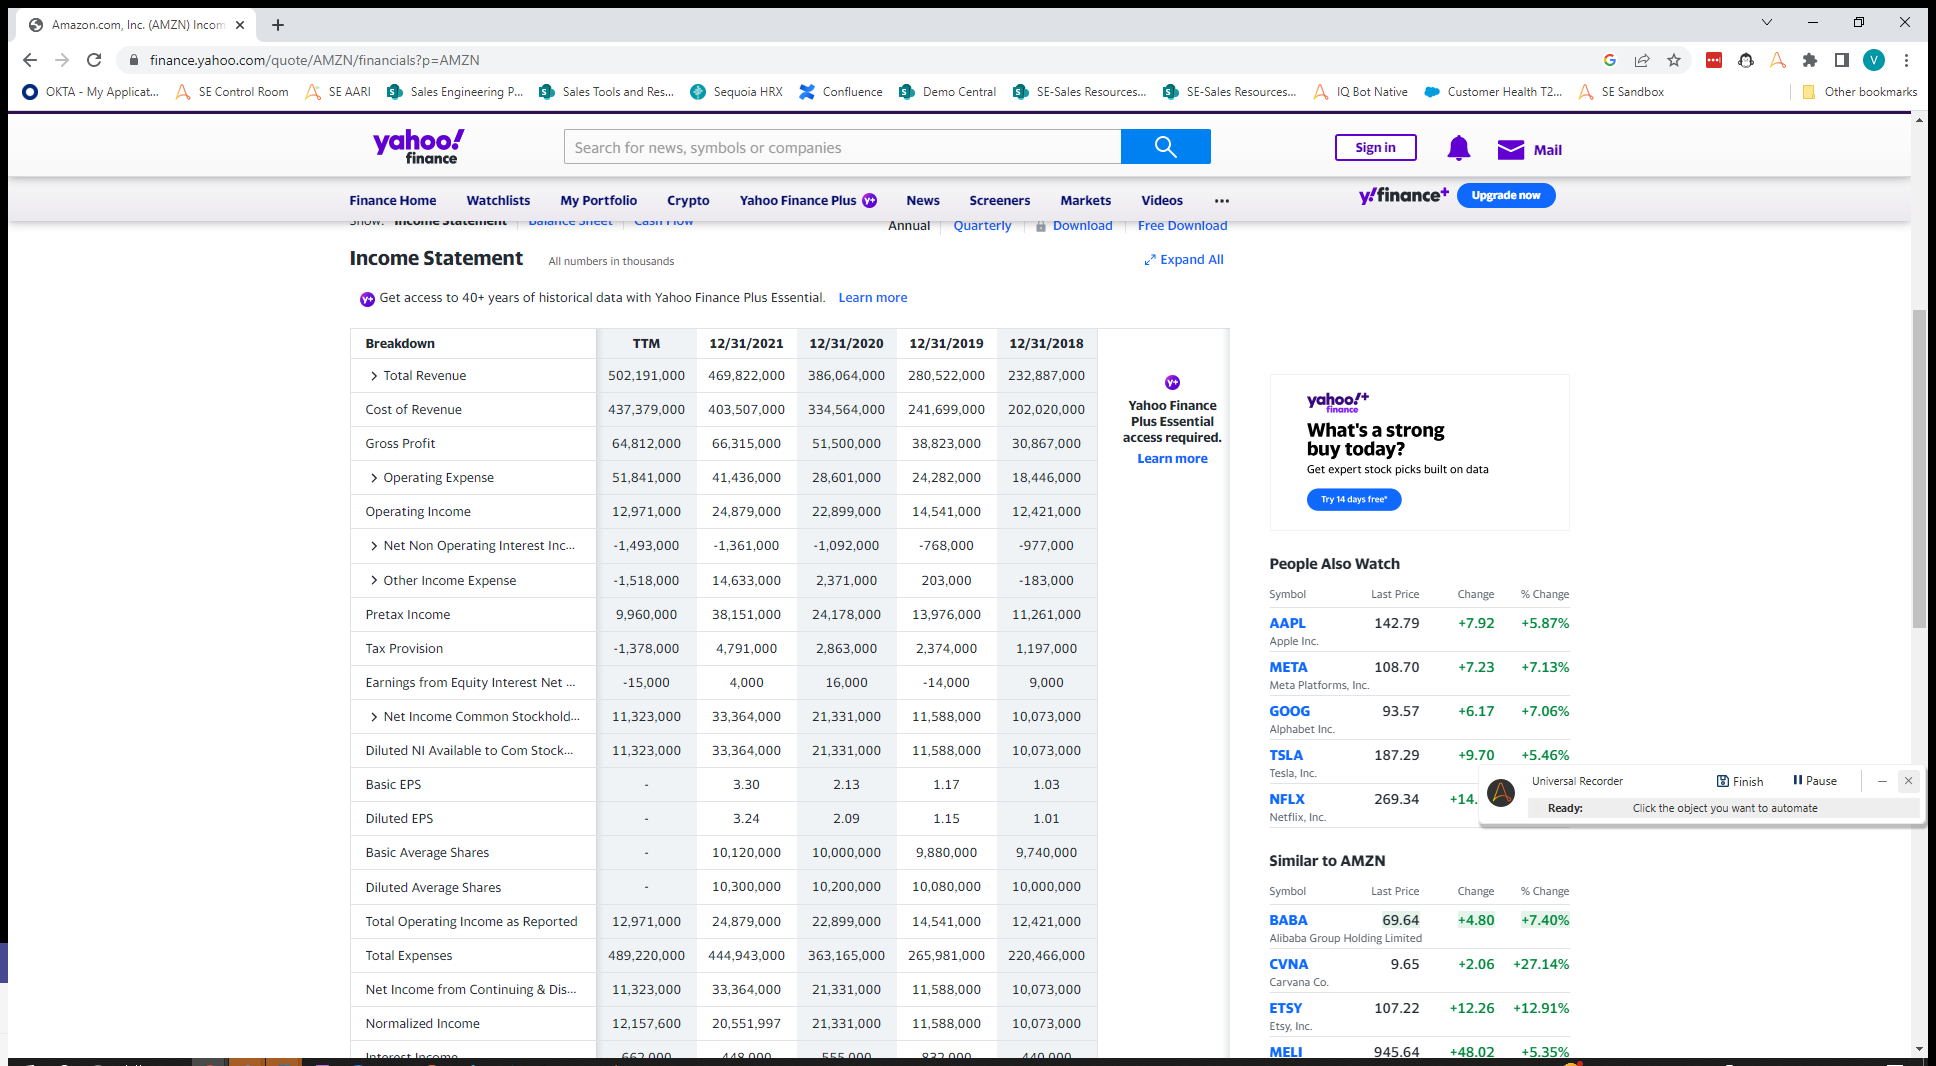 Amazon.com, Inc. (AMZN) Incom
finance.yahoo.com/quote/AMZN/financials?p=AMZN
V
OKTA - My Applicat... SE Control Room SE AARI Sales Engineering P... Sales Tools and Res... Sequoia HRX Confluence Demo Central SE-Sales Resources... SE-Sales Resources... IQ Bot Native Customer Health T2... SE Sandbox Other bookmarks
yahoo! finance Search for news, symbols or companies Sign in Mail
Finance Home Watchlists My Portfolio Crypto Yahoo Finance Plus News Screeners Markets Videos ... y!finance+ Upgrade now
Show: Income Statement Balance Sheet Cash Flow Annual Quarterly Download Free Download
Income Statement All numbers in thousands Expand All
Get access to 40+ years of historical data with Yahoo Finance Plus Essential. Learn more
Breakdown TTM 12/31/2021 12/31/2020 12/31/2019 12/31/2018
Total Revenue 502,191,000 469,822,000 386,064,000 280,522,000 232,887,000
Cost of Revenue 437,379,000 403,507,000 334,564,000 241,699,000 202,020,000
Gross Profit 64,812,000 66,315,000 51,500,000 38,823,000 30,867,000
Operating Expense 51,841,000 41,436,000 28,601,000 24,282,000 18,446,000
Operating Income 12,971,000 24,879,000 22,899,000 14,541,000 12,421,000
Net Non Operating Interest Inc... -1,493,000 -1,361,000 -1,092,000 -768,000 -977,000
Other Income Expense -1,518,000 14,633,000 2,371,000 203,000 -183,000
Pretax Income 9,960,000 38,151,000 24,178,000 13,976,000 11,261,000
Tax Provision -1,378,000 4,791,000 2,863,000 2,374,000 1,197,000
Earnings from Equity Interest Net ... -15,000 4,000 16,000 -14,000 9,000
Net Income Common Stockhold... 11,323,000 33,364,000 21,331,000 11,588,000 10,073,000
Diluted NI Available to Com Stock... 11,323,000 33,364,000 21,331,000 11,588,000 10,073,000
Basic EPS - 3.30 2.13 1.17 1.03
Diluted EPS - 3.24 2.09 1.15 1.01
Basic Average Shares - 10,120,000 10,000,000 9,880,000 9,740,000
Diluted Average Shares - 10,300,000 10,200,000 10,080,000 10,000,000
Total Operating Income as Reported 12,971,000 24,879,000 22,899,000 14,541,000 12,421,000
Total Expenses 489,220,000 444,943,000 363,165,000 265,981,000 220,466,000
Net Income from Continuing & Dis... 11,323,000 33,364,000 21,331,000 11,588,000 10,073,000
Normalized Income 12,157,600 20,551,997 21,331,000 11,588,000 10,073,000
Interest Income 662,000 448,000 555,000 832,000 440,000
Yahoo Finance
Plus Essential
access required.
Learn more
yahoo!+
finance
What's a strong
buy today?
Get expert stock picks built on data
Try 14 days free*
People Also Watch
Symbol Last Price Change % Change
AAPL 142.79 +7.92 +5.87%
Apple Inc.
META 108.70 +7.23 +7.13%
Meta Platforms, Inc.
GOOG 93.57 +6.17 +7.06%
Alphabet Inc.
TSLA 187.29 +9.70 +5.46%
Tesla, Inc.
NFLX 269.34 +14.
Netflix, Inc.
Universal Recorder Finish Pause
Ready: Click the object you want to automate
Similar to AMZN
Symbol Last Price Change % Change
BABA 69.64 +4.80 +7.40%
Alibaba Group Holding Limited
CVNA 9.65 +2.06 +27.14%
Carvana Co.
ETSY 107.22 +12.26 +12.91%
Etsy, Inc.
MELI 945.64 +48.02 +5.35%